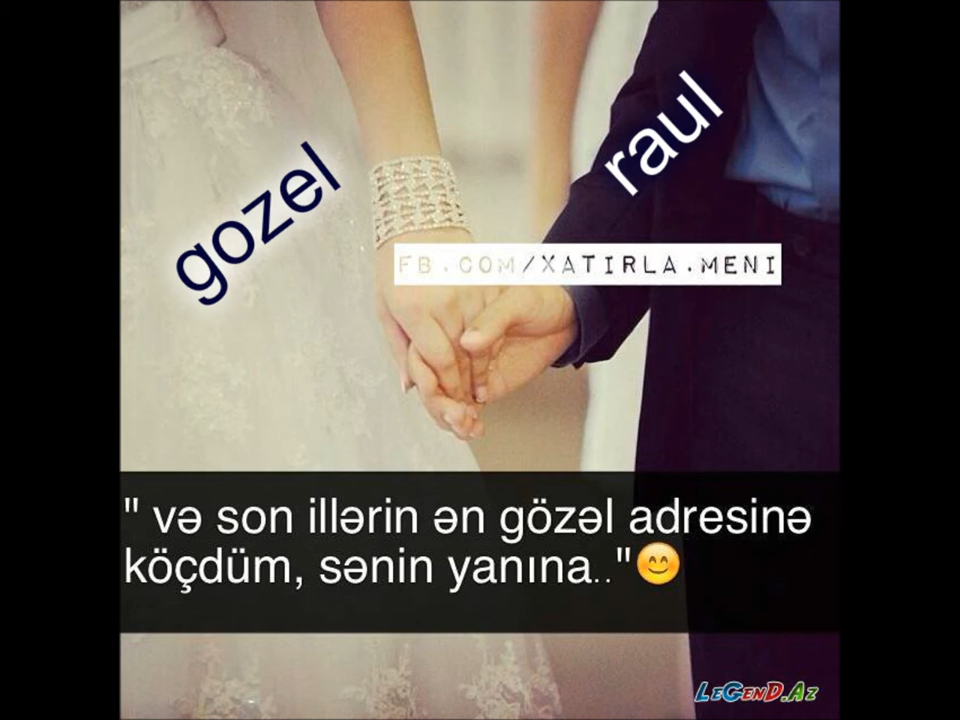 gozel
raul
FB.COM/XATIRLA.MENI
" və son illərin ən gözəl adresinə
köçdüm, sənin yanına.."😊
LeGenD.Az